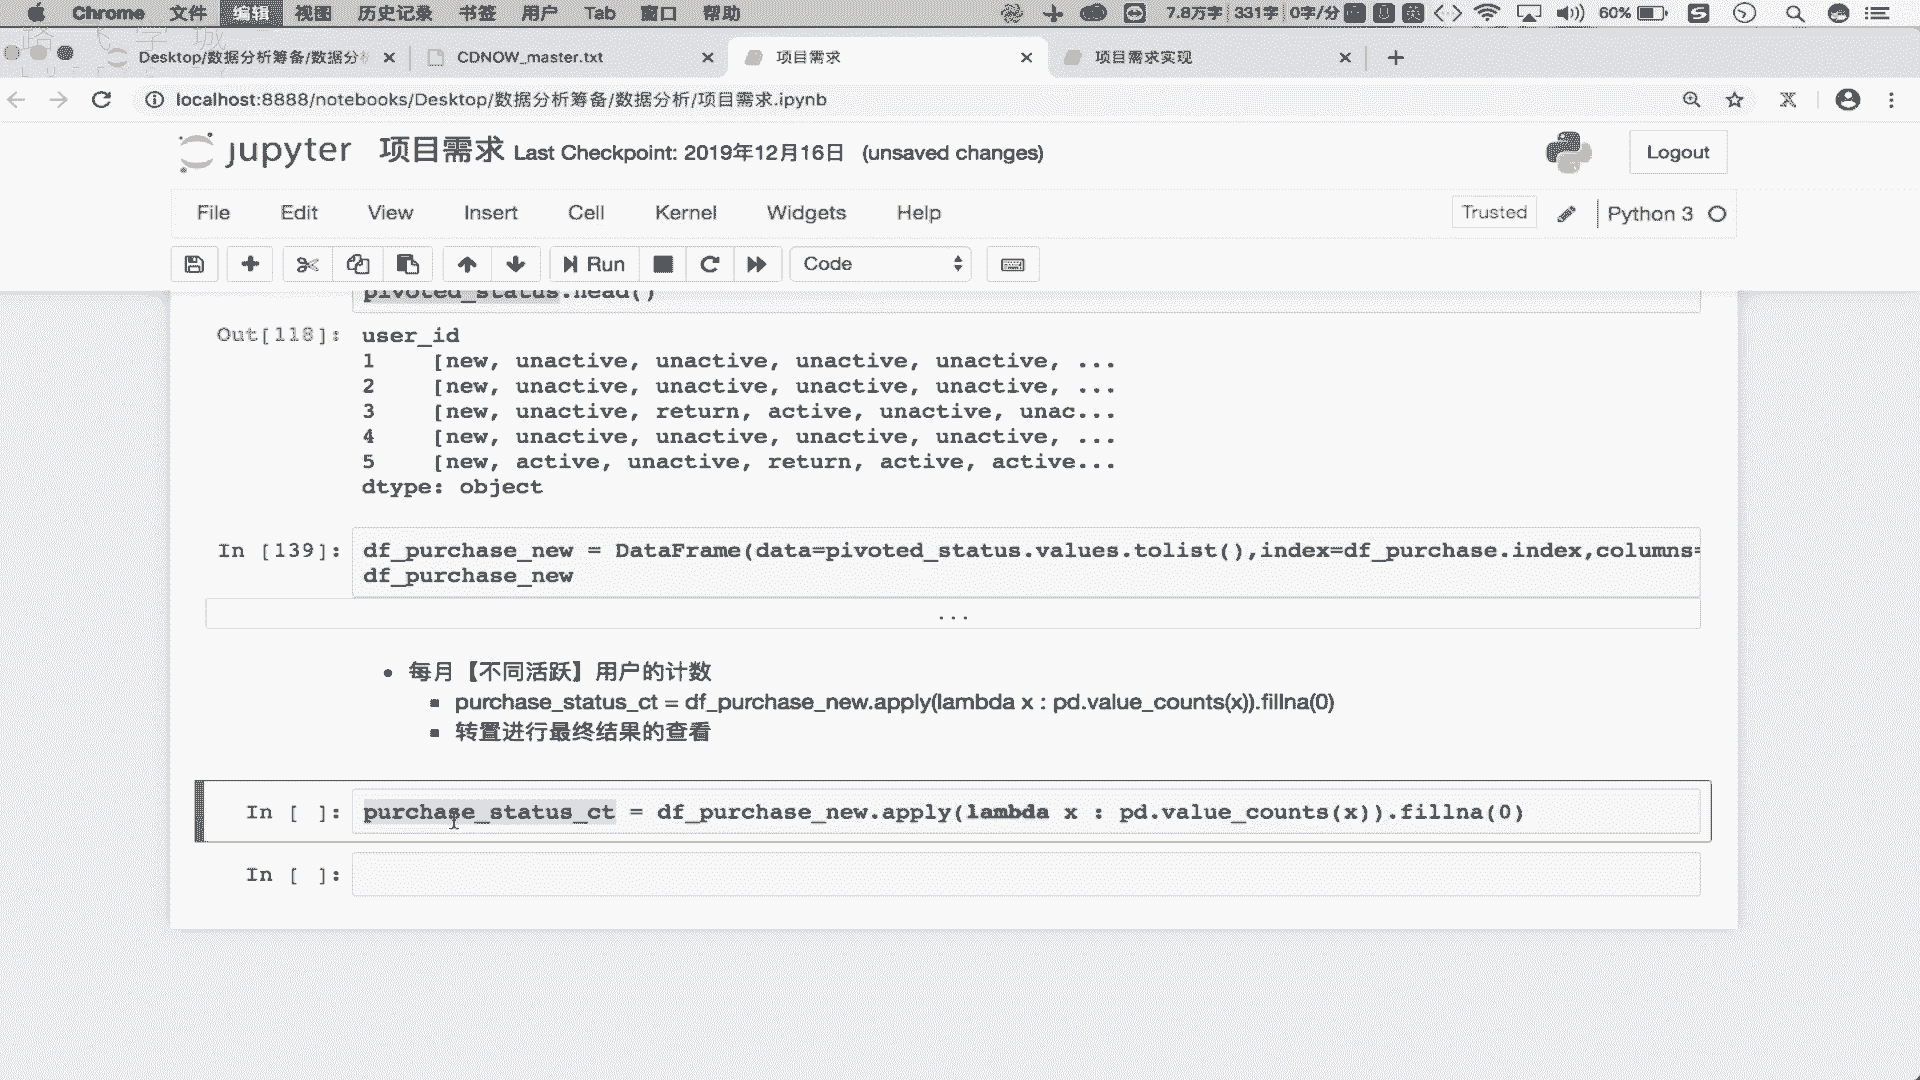 Chrome 文件 编辑 视图 历史记录 书签 用户 Tab 窗口 帮助 7.8万字 331字 0字/分 英 60%
Desktop/数据分析筹备/数据分 CDNOW_master.txt 项目需求 项目需求实现
localhost:8888/notebooks/Desktop/数据分析筹备/数据分析/项目需求.ipynb
jupyter 项目需求 Last Checkpoint: 2019年12月16日 (unsaved changes) Logout
File Edit View Insert Cell Kernel Widgets Help Trusted Python 3
Run Code
pivoted_status.head()
Out[118]: user_id
1 [new, unactive, unactive, unactive, unactive, ...
2 [new, unactive, unactive, unactive, unactive, ...
3 [new, unactive, return, active, unactive, unac...
4 [new, unactive, unactive, unactive, unactive, ...
5 [new, active, unactive, return, active, active...
dtype: object
In [139]: df_purchase_new = DataFrame(data=pivoted_status.values.tolist(),index=df_purchase.index,columns=
df_purchase_new
...
• 每月【不同活跃】用户的计数
▪ purchase_status_ct = df_purchase_new.apply(lambda x : pd.value_counts(x)).fillna(0)
▪ 转置进行最终结果的查看
In [ ]: purchase_status_ct = df_purchase_new.apply(lambda x : pd.value_counts(x)).fillna(0)
In [ ]: